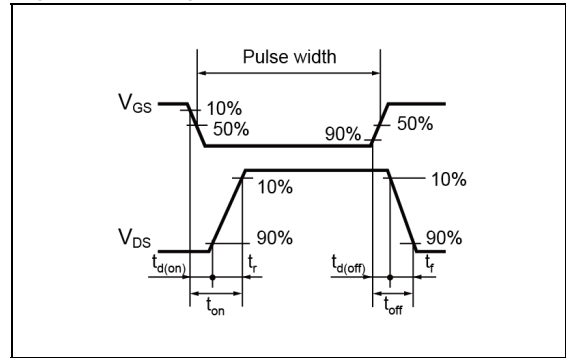 Pulse width
VGS
10%
50%
90%
50%
10%
10%
VDS
90%
90%
td(on)
tr
td(off)
tf
ton
toff